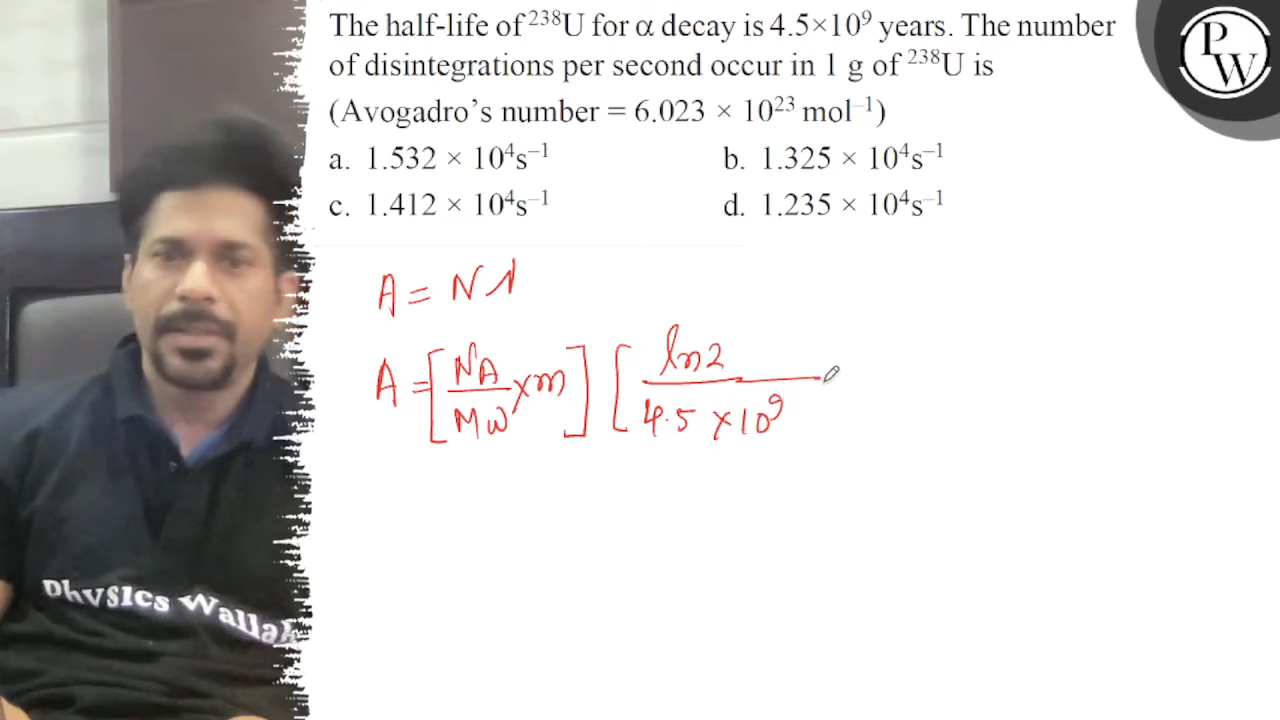 The half-life of ²³⁸U for α decay is 4.5×10⁹ years. The number
of disintegrations per second occur in 1 g of ²³⁸U is
(Avogadro's number = 6.023 × 10²³ mol⁻¹)
a. 1.532 × 10⁴s⁻¹ b. 1.325 × 10⁴s⁻¹
c. 1.412 × 10⁴s⁻¹ d. 1.235 × 10⁴s⁻¹
PW
A = Nλ
A = [NA/Mw × m] [ln2/4.5 × 10⁹
Physics Wallah